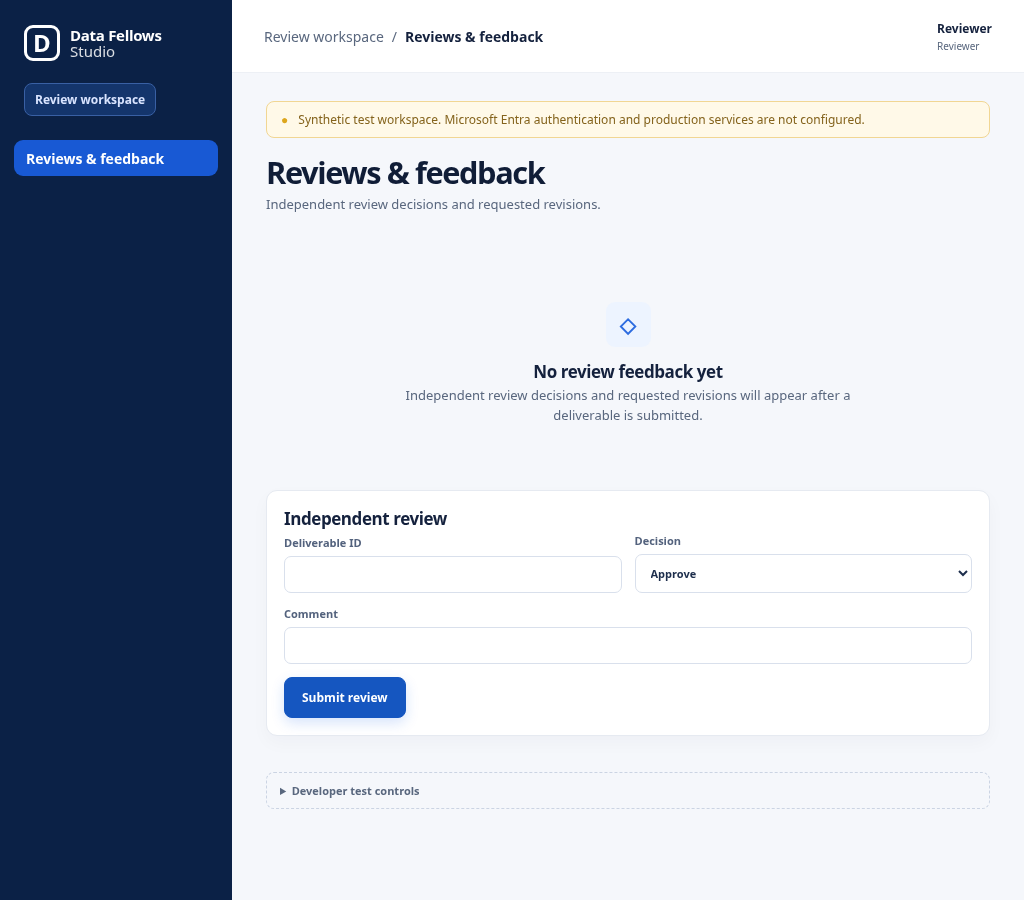 D
Data Fellows
Studio
Review workspace
Reviews & feedback
Review workspace / Reviews & feedback
Reviewer
Reviewer
Synthetic test workspace. Microsoft Entra authentication and production services are not configured.
Reviews & feedback
Independent review decisions and requested revisions.
No review feedback yet
Independent review decisions and requested revisions will appear after a
deliverable is submitted.
Independent review
Deliverable ID
Decision
Approve
Comment
Submit review
Developer test controls